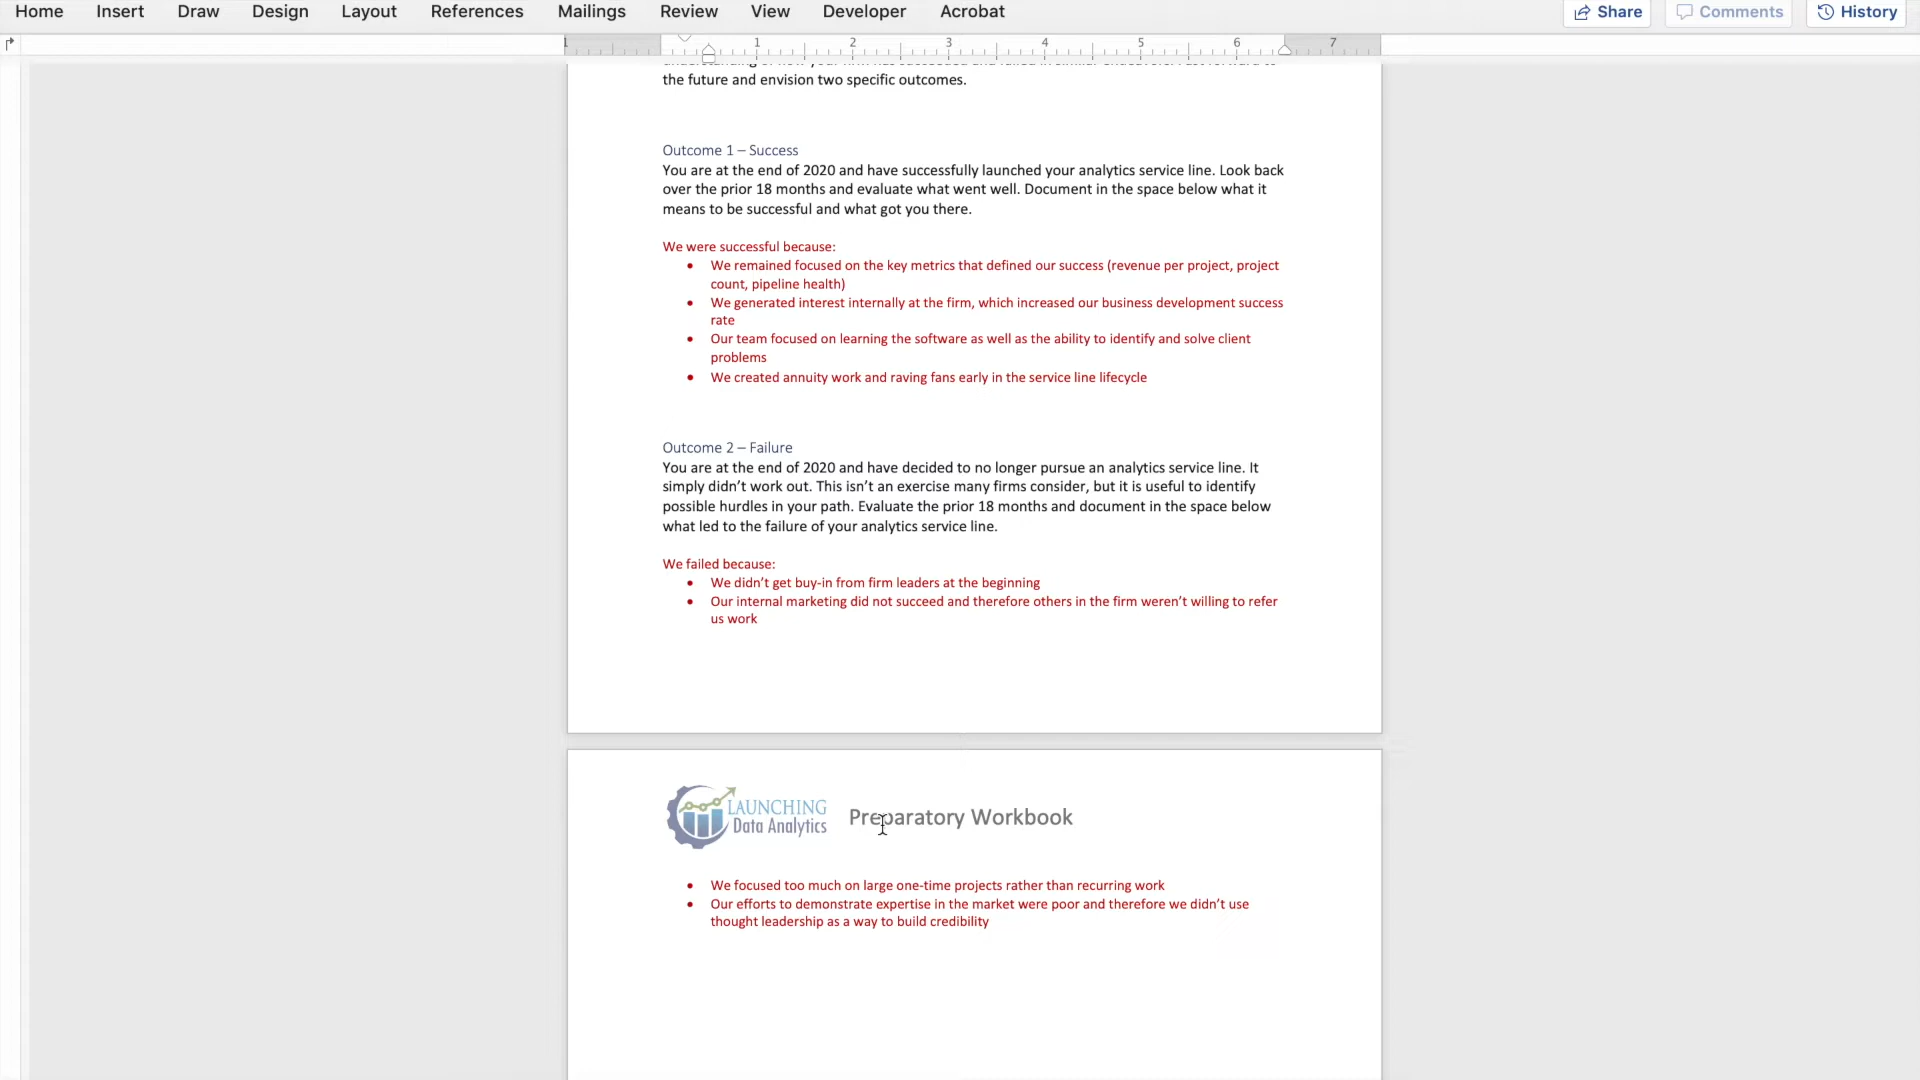 Home Insert Draw Design Layout References Mailings Review View Developer Acrobat Share Comments History
1 1 2 3 4 5 6 7
the future and envision two specific outcomes.
Outcome 1 – Success
You are at the end of 2020 and have successfully launched your analytics service line. Look back
over the prior 18 months and evaluate what went well. Document in the space below what it
means to be successful and what got you there.
We were successful because:
• We remained focused on the key metrics that defined our success (revenue per project, project
count, pipeline health)
• We generated interest internally at the firm, which increased our business development success
rate
• Our team focused on learning the software as well as the ability to identify and solve client
problems
• We created annuity work and raving fans early in the service line lifecycle
Outcome 2 – Failure
You are at the end of 2020 and have decided to no longer pursue an analytics service line. It
simply didn’t work out. This isn’t an exercise many firms consider, but it is useful to identify
possible hurdles in your path. Evaluate the prior 18 months and document in the space below
what led to the failure of your analytics service line.
We failed because:
• We didn’t get buy-in from firm leaders at the beginning
• Our internal marketing did not succeed and therefore others in the firm weren’t willing to refer
us work
LAUNCHING
Data Analytics
Preparatory Workbook
• We focused too much on large one-time projects rather than recurring work
• Our efforts to demonstrate expertise in the market were poor and therefore we didn’t use
thought leadership as a way to build credibility